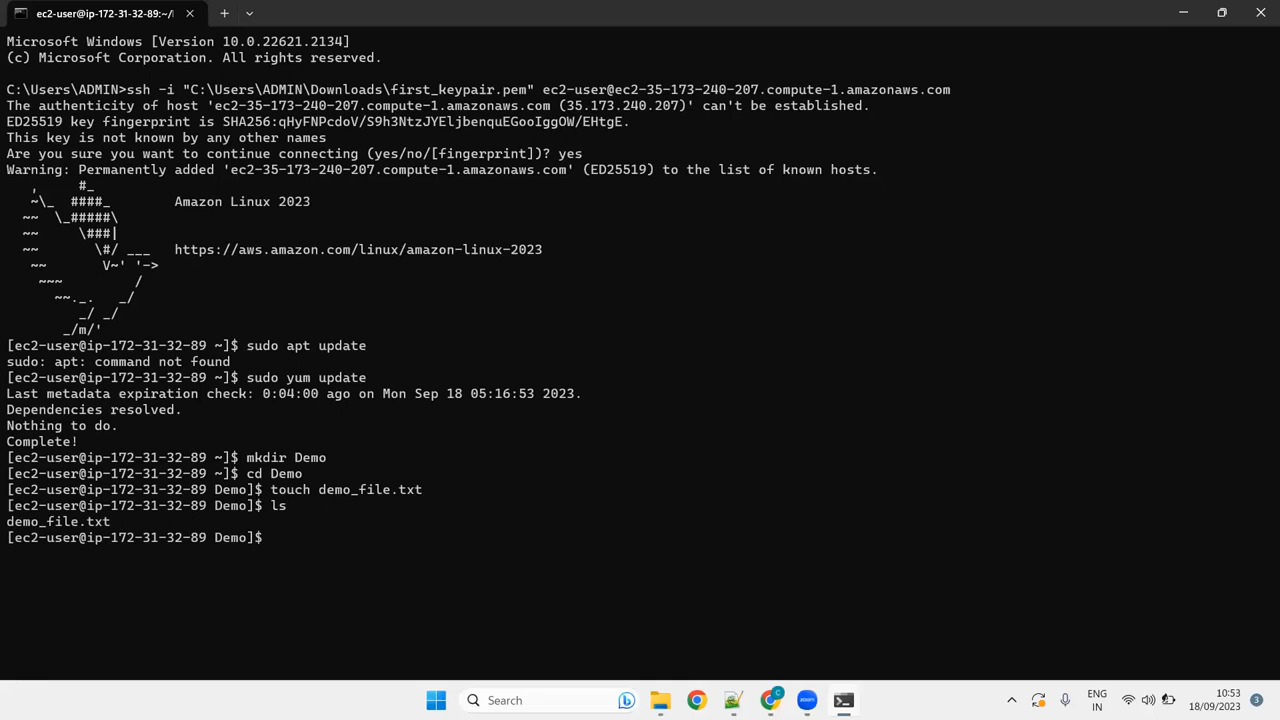 ec2-user@ip-172-31-32-89:~/
Microsoft Windows [Version 10.0.22621.2134]
(c) Microsoft Corporation. All rights reserved.
C:\Users\ADMIN>ssh -i "C:\Users\ADMIN\Downloads\first_keypair.pem" ec2-user@ec2-35-173-240-207.compute-1.amazonaws.com
The authenticity of host 'ec2-35-173-240-207.compute-1.amazonaws.com (35.173.240.207)' can't be established.
ED25519 key fingerprint is SHA256:qHyFNPcdoV/S9h3NtzJYEljbenquEGooIggOW/EHtgE.
This key is not known by any other names
Are you sure you want to continue connecting (yes/no/[fingerprint])? yes
Warning: Permanently added 'ec2-35-173-240-207.compute-1.amazonaws.com' (ED25519) to the list of known hosts.
   ,     #_
   ~\_  ####_        Amazon Linux 2023
  ~~  \_#####\
  ~~     \###|
  ~~       \#/ ___   https://aws.amazon.com/linux/amazon-linux-2023
   ~~       V~' '->
    ~~~         /
      ~~._.   _/
         _/ _/
       _/m/'
[ec2-user@ip-172-31-32-89 ~]$ sudo apt update
sudo: apt: command not found
[ec2-user@ip-172-31-32-89 ~]$ sudo yum update
Last metadata expiration check: 0:04:00 ago on Mon Sep 18 05:16:53 2023.
Dependencies resolved.
Nothing to do.
Complete!
[ec2-user@ip-172-31-32-89 ~]$ mkdir Demo
[ec2-user@ip-172-31-32-89 ~]$ cd Demo
[ec2-user@ip-172-31-32-89 Demo]$ touch demo_file.txt
[ec2-user@ip-172-31-32-89 Demo]$ ls
demo_file.txt
[ec2-user@ip-172-31-32-89 Demo]$
Search
zoom
C
ENG
IN
10:53
18/09/2023
3